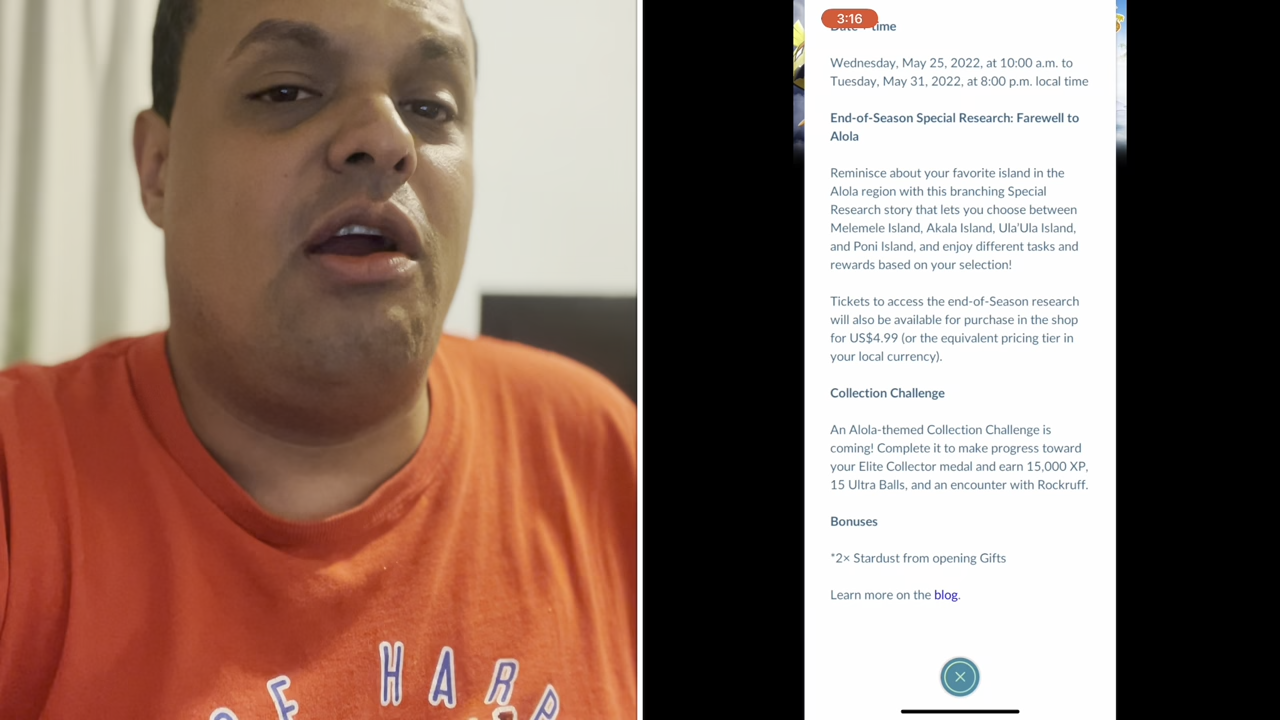 3:16
time
Wednesday, May 25, 2022, at 10:00 a.m. to
Tuesday, May 31, 2022, at 8:00 p.m. local time
End-of-Season Special Research: Farewell to
Alola
Reminisce about your favorite island in the
Alola region with this branching Special
Research story that lets you choose between
Melemele Island, Akala Island, Ula'Ula Island,
and Poni Island, and enjoy different tasks and
rewards based on your selection!
Tickets to access the end-of-Season research
will also be available for purchase in the shop
for US$4.99 (or the equivalent pricing tier in
your local currency).
Collection Challenge
An Alola-themed Collection Challenge is
coming! Complete it to make progress toward
your Elite Collector medal and earn 15,000 XP,
15 Ultra Balls, and an encounter with Rockruff.
Bonuses
*2× Stardust from opening Gifts
Learn more on the blog.
HARP